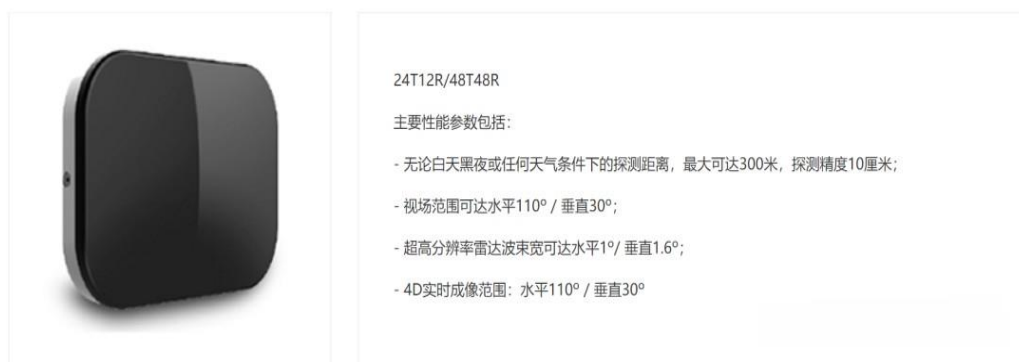 24T12R/48T48R
主要性能参数包括：
- 无论白天黑夜或任何天气条件下的探测距离，最大可达300米，探测精度10厘米；
- 视场范围可达水平110º / 垂直30º；
- 超高分辨率雷达波束宽可达水平1º/ 垂直1.6º；
- 4D实时成像范围：水平110º / 垂直30º